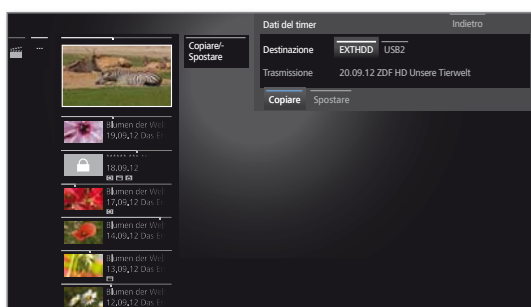 Dati del timer
Indietro
...
Copiare/-
Spostare
Destinazione
EXTHDD
USB2
Trasmissione
20.09.12 ZDF HD Unsere Tierwelt
Copiare
Spostare
Blumen der Wel
19.09.12 Das E
18.09.12
Blumen der Wel
17.09.12 Das E
Blumen der Wel
14.09.12 Das E
Blumen der Wel
13.09.12 Das E
Blumen der Wel
12.09.12 Das E